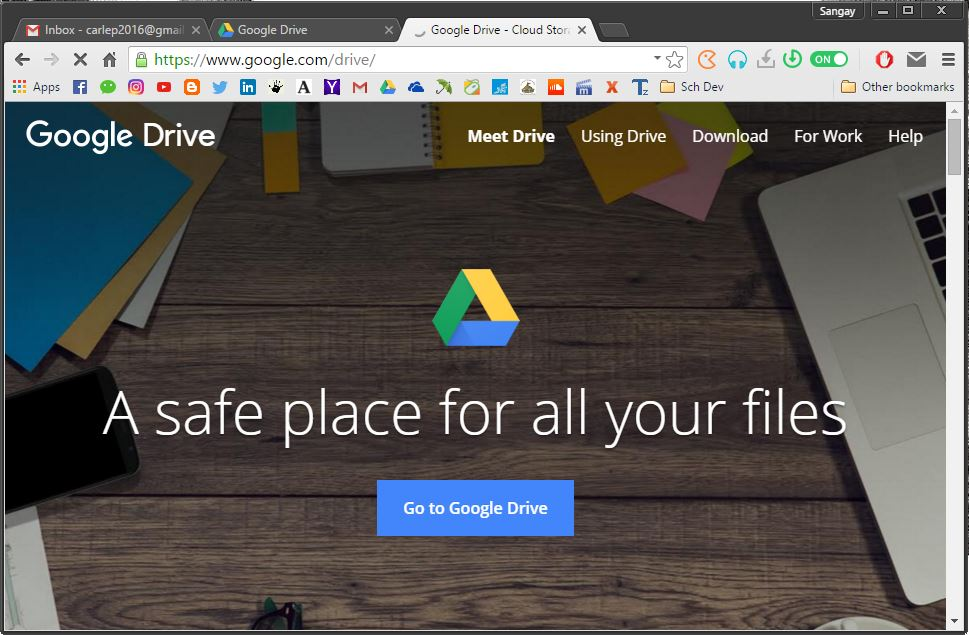 Sangay
Inbox - carlep2016@gmail
Google Drive
Google Drive - Cloud Stor
https://www.google.com/drive/
ON
Apps
Sch Dev
Other bookmarks
Google Drive
Meet Drive Using Drive Download For Work Help
A safe place for all your files
Go to Google Drive